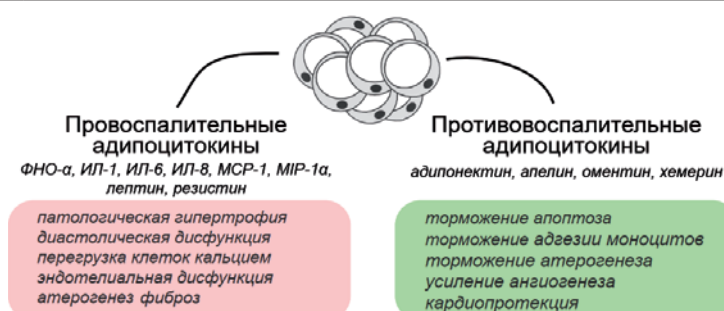 Провоспалительные
адипоцитокины
ФНО-α, ИЛ-1, ИЛ-6, ИЛ-8, MCP-1, MIP-1α,
лептин, резистин
патологическая гипертрофия
диастолическая дисфункция
перегрузка клеток кальцием
эндотелиальная дисфункция
атерогенез фиброз
Противовоспалительные
адипоцитокины
адипонектин, апелин, оментин, хемерин
торможение апоптоза
торможение адгезии моноцитов
торможение атерогенеза
усиление ангиогенеза
кардиопротекция